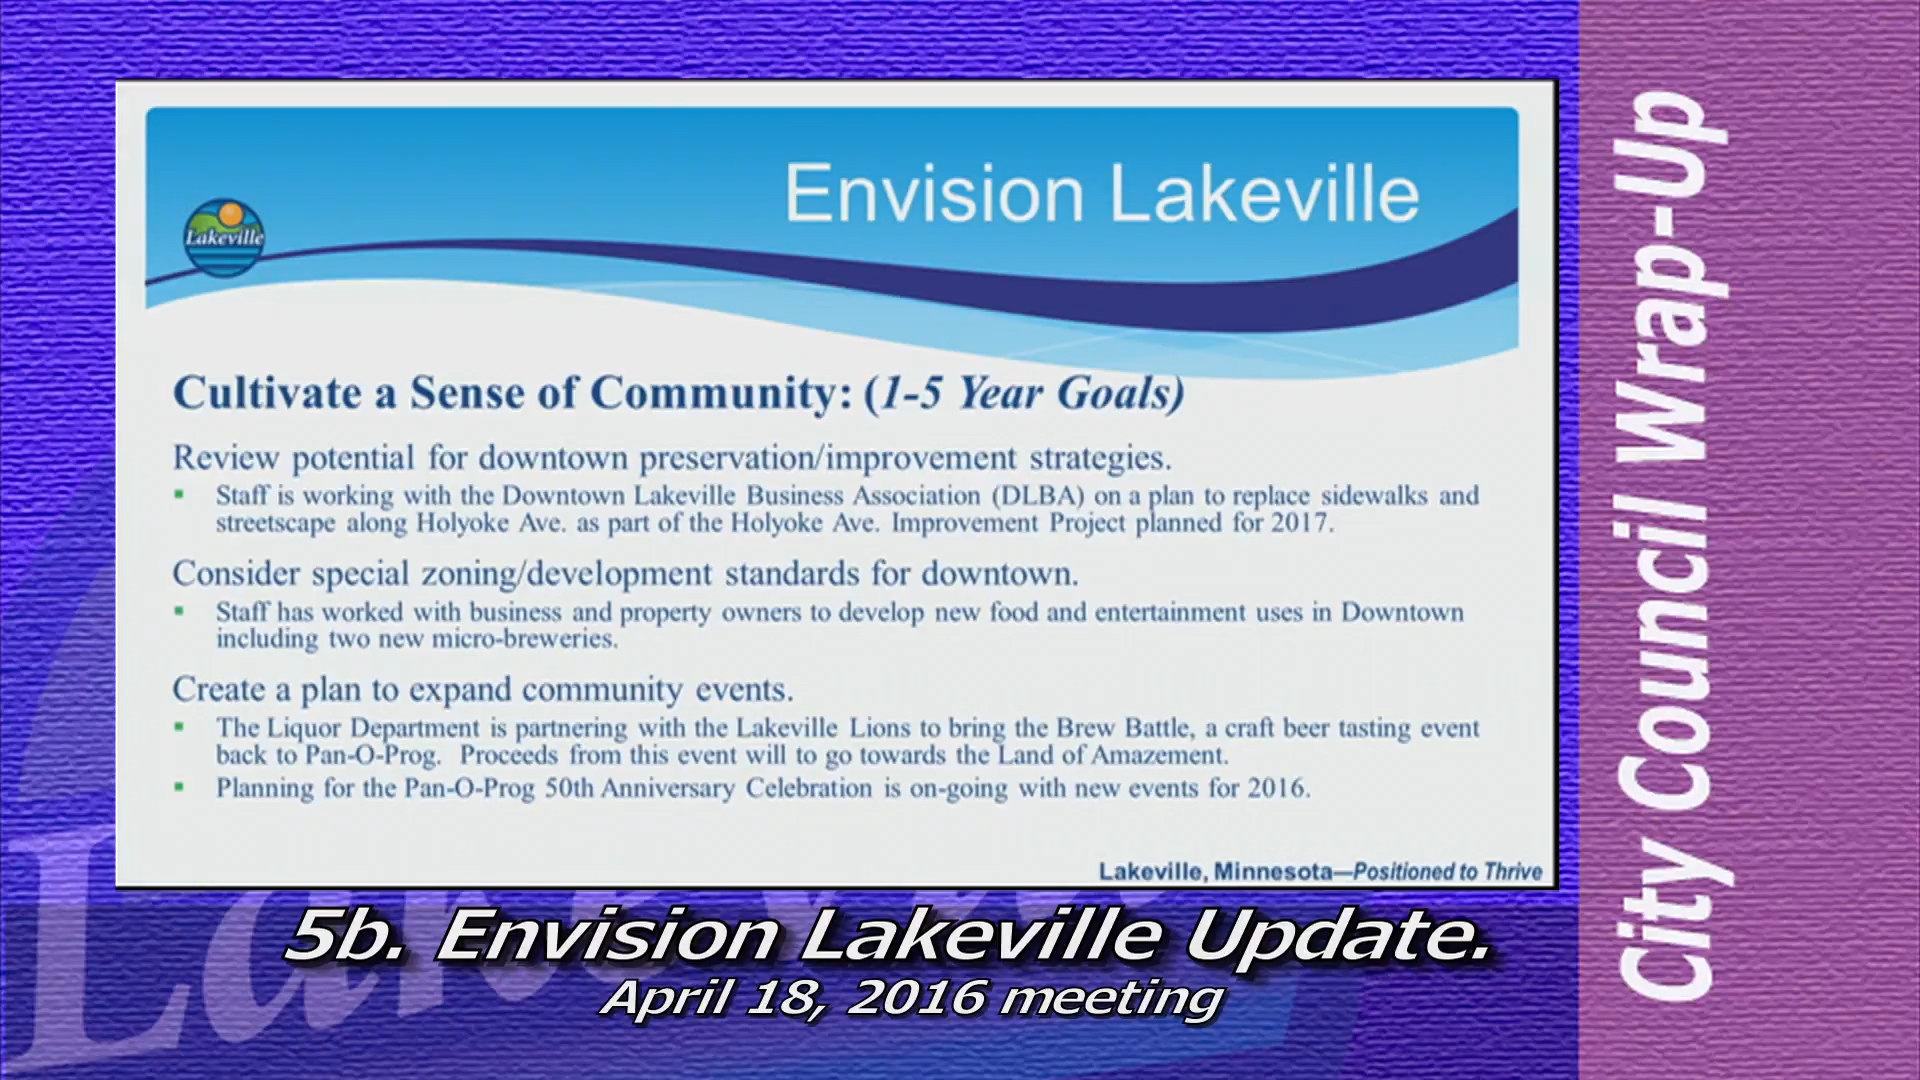 Envision Lakeville
Lakeville
Cultivate a Sense of Community: (1-5 Year Goals)
Review potential for downtown preservation/improvement strategies.
Staff is working with the Downtown Lakeville Business Association (DLBA) on a plan to replace sidewalks and
streetscape along Holyoke Ave. as part of the Holyoke Ave. Improvement Project planned for 2017.
Consider special zoning/development standards for downtown.
Staff has worked with business and property owners to develop new food and entertainment uses in Downtown
including two new micro-breweries.
Create a plan to expand community events.
The Liquor Department is partnering with the Lakeville Lions to bring the Brew Battle, a craft beer tasting event
back to Pan-O-Prog. Proceeds from this event will to go towards the Land of Amazement.
Planning for the Pan-O-Prog 50th Anniversary Celebration is on-going with new events for 2016.
Lakeville, Minnesota—Positioned to Thrive
5b. Envision Lakeville Update.
April 18, 2016 meeting
City Council Wrap-Up